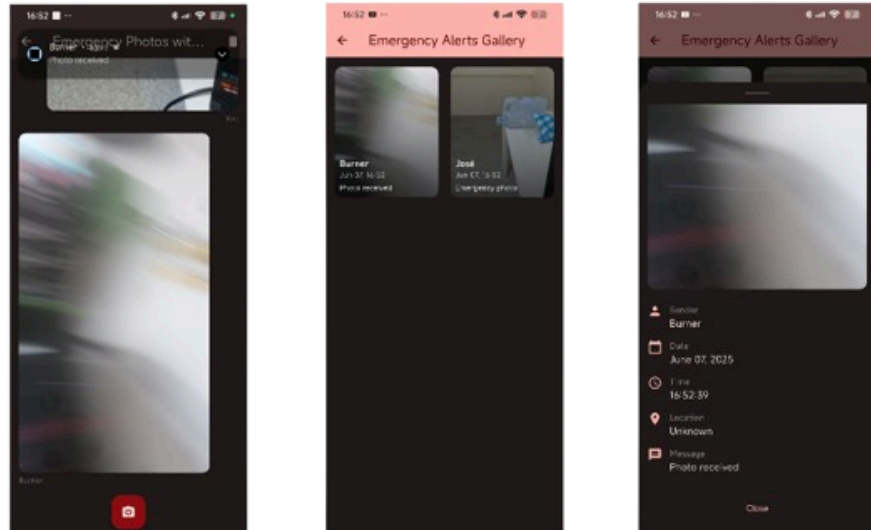 16:52
Emergency Photos wit...
Burner
Photo received
You
Burner
16:52
Emergency Alerts Gallery
Burner
Jun 07, 16:52
Photo received
José
Jun 07, 16:52
Emergency photo
16:52
Emergency Alerts Gallery
Sender
Burner
Date
June 07, 2025
Time
16:52:39
Location
Unknown
Message
Photo received
Close